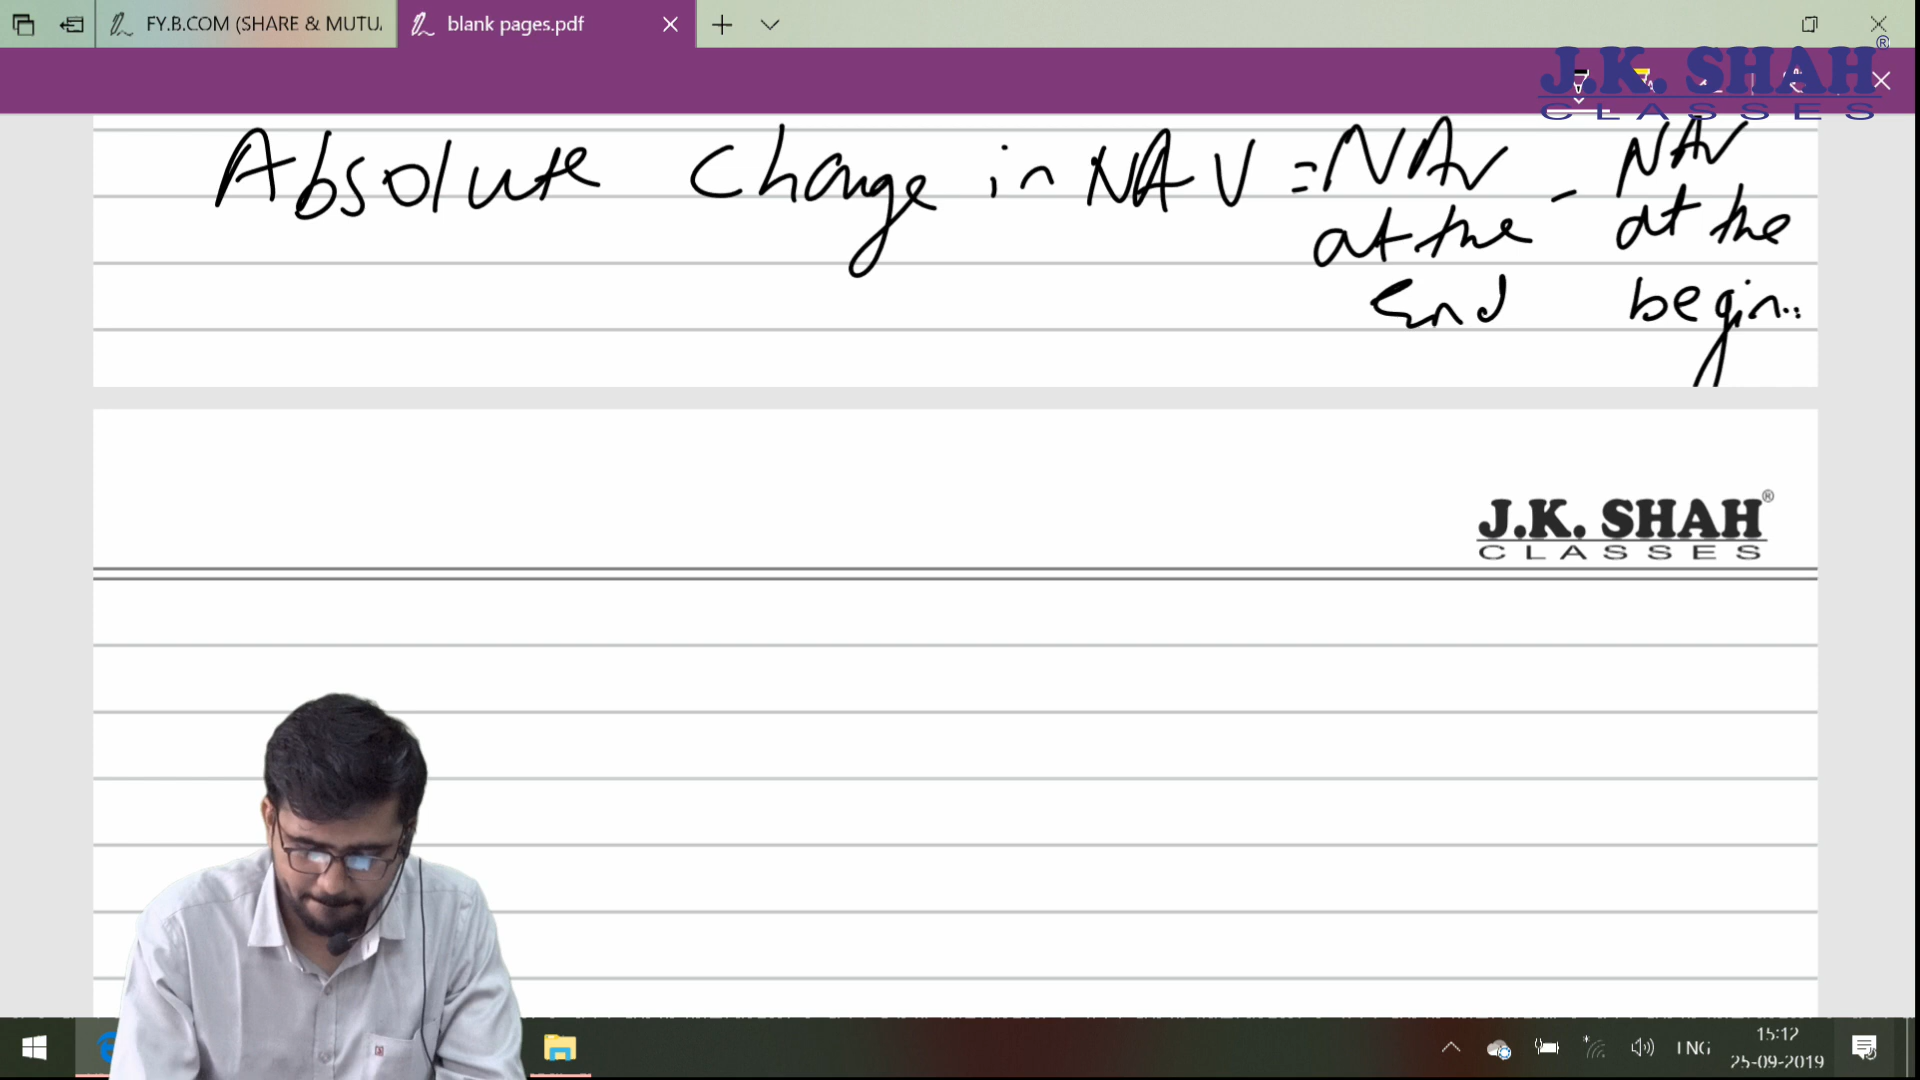 FY.B.COM (SHARE & MUTU
blank pages.pdf
J.K. SHAH®
CLASSES
Absolute Change in NAV = NAV at the end - NAV at the begin..
J.K. SHAH®
CLASSES
ENG
15:12
25-09-2019